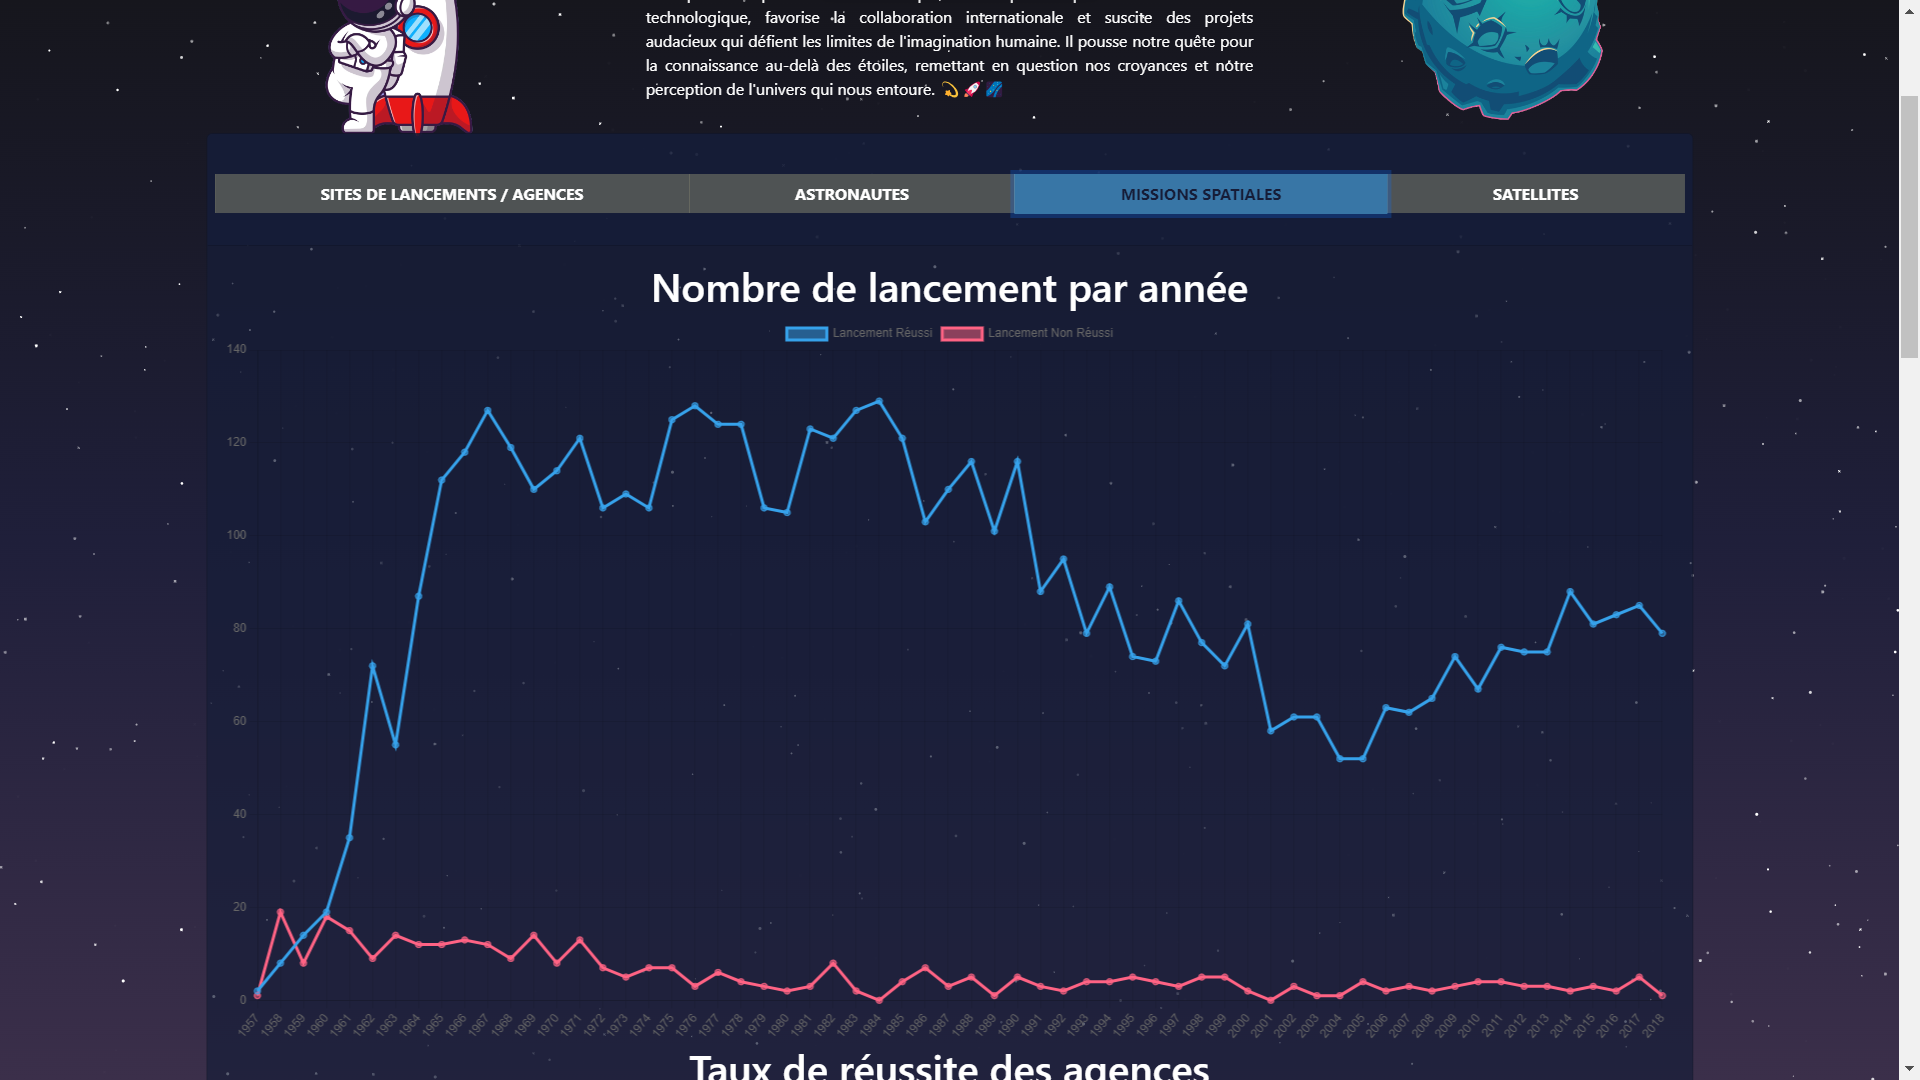 technologique, favorise la collaboration internationale et suscite des projets
audacieux qui défient les limites de l'imagination humaine. Il pousse notre quête pour
la connaissance au-delà des étoiles, remettant en question nos croyances et notre
perception de l'univers qui nous entoure. 💫 🚀 🌌
SITES DE LANCEMENTS / AGENCES
ASTRONAUTES
MISSIONS SPATIALES
SATELLITES
Nombre de lancement par année
Lancement Réussi
Lancement Non Réussi
140
120
100
80
60
40
20
0
1957 1958 1959 1960 1961 1962 1963 1964 1965 1966 1967 1968 1969 1970 1971 1972 1973 1974 1975 1976 1977 1978 1979 1980 1981 1982 1983 1984 1985 1986 1987 1988 1989 1990 1991 1992 1993 1994 1995 1996 1997 1998 1999 2000 2001 2002 2003 2004 2005 2006 2007 2008 2009 2010 2011 2012 2013 2014 2015 2016 2017 2018
Taux de réussite des agences